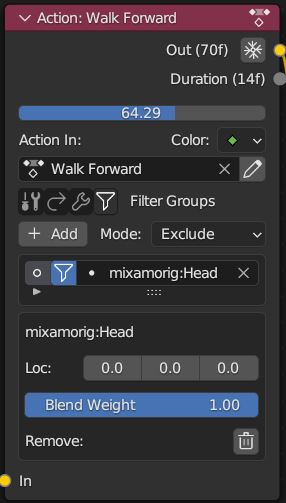 Action: Walk Forward
Out (70f)
Duration (14f)
64.29
Action In: Color:
Walk Forward
Filter Groups
Add Mode: Exclude
mixamorig:Head
mixamorig:Head
Loc: 0.0 0.0 0.0
Blend Weight 1.00
Remove:
In